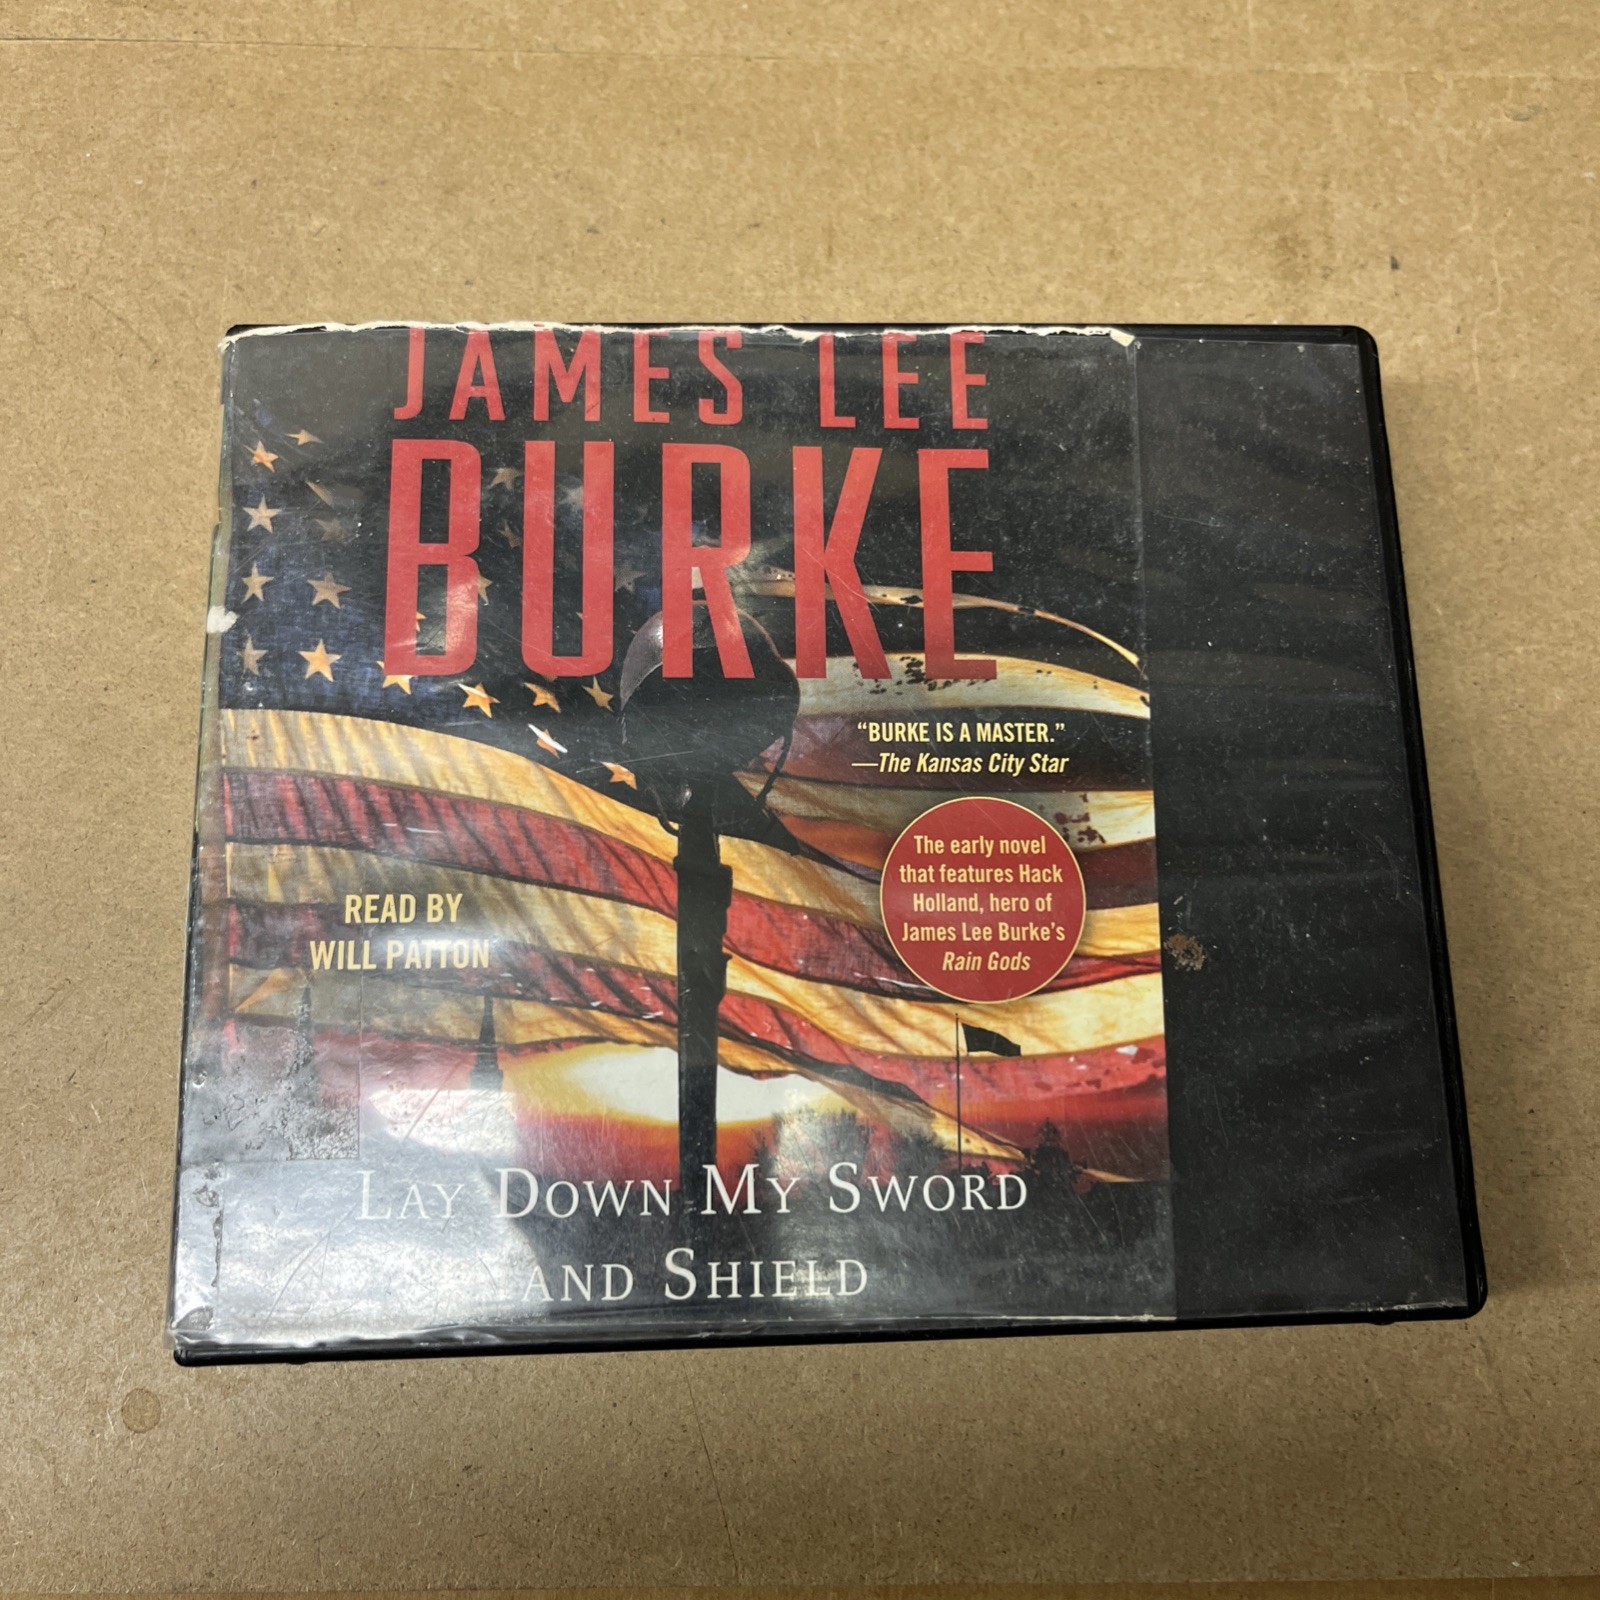 JAMES LEE
BURKE
“BURKE IS A MASTER.”
—The Kansas City Star
The early novel
that features Hack
Holland, hero of
James Lee Burke’s
Rain Gods
READ BY
WILL PATTON
LAY DOWN MY SWORD
AND SHIELD